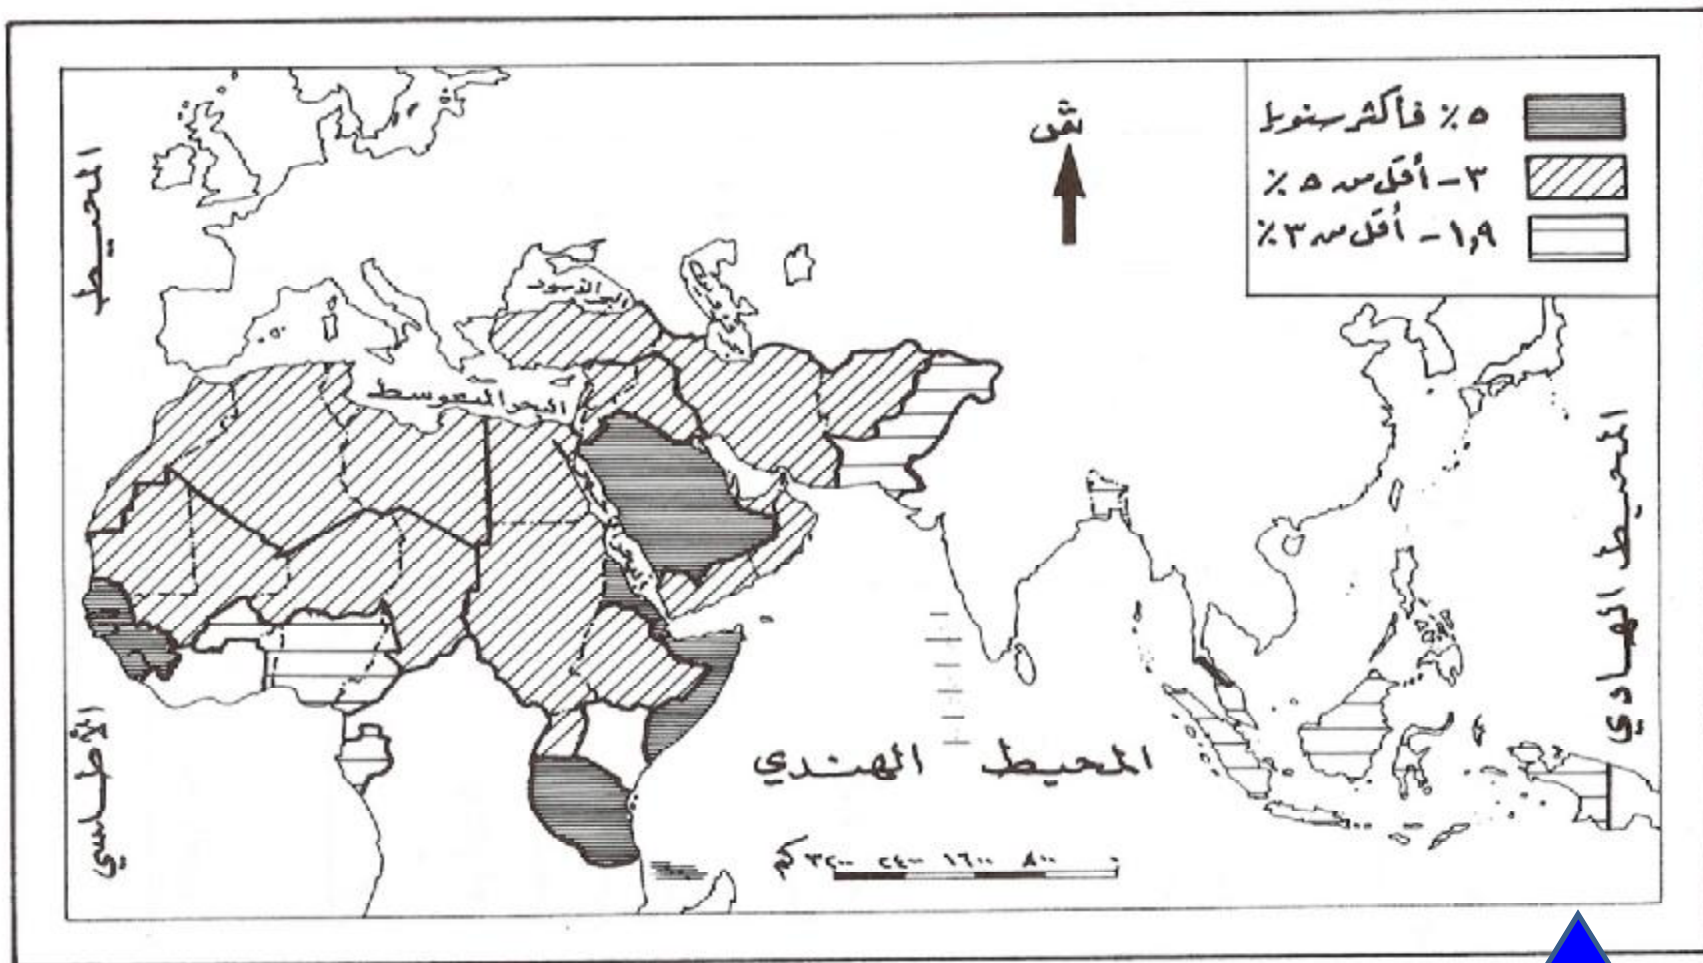 ٥ ٪ فأكثر سنويا
٣ – أقل من ٥ ٪
١,٩ – أقل من ٣ ٪
المحيط
الأطلسي
البحر الأسود
البحر المتوسط
المحيط الهندي
المحيط الهادي
٣٢٠٠ ٢٤٠٠ ١٦٠٠ ٨٠٠ ٠ كم